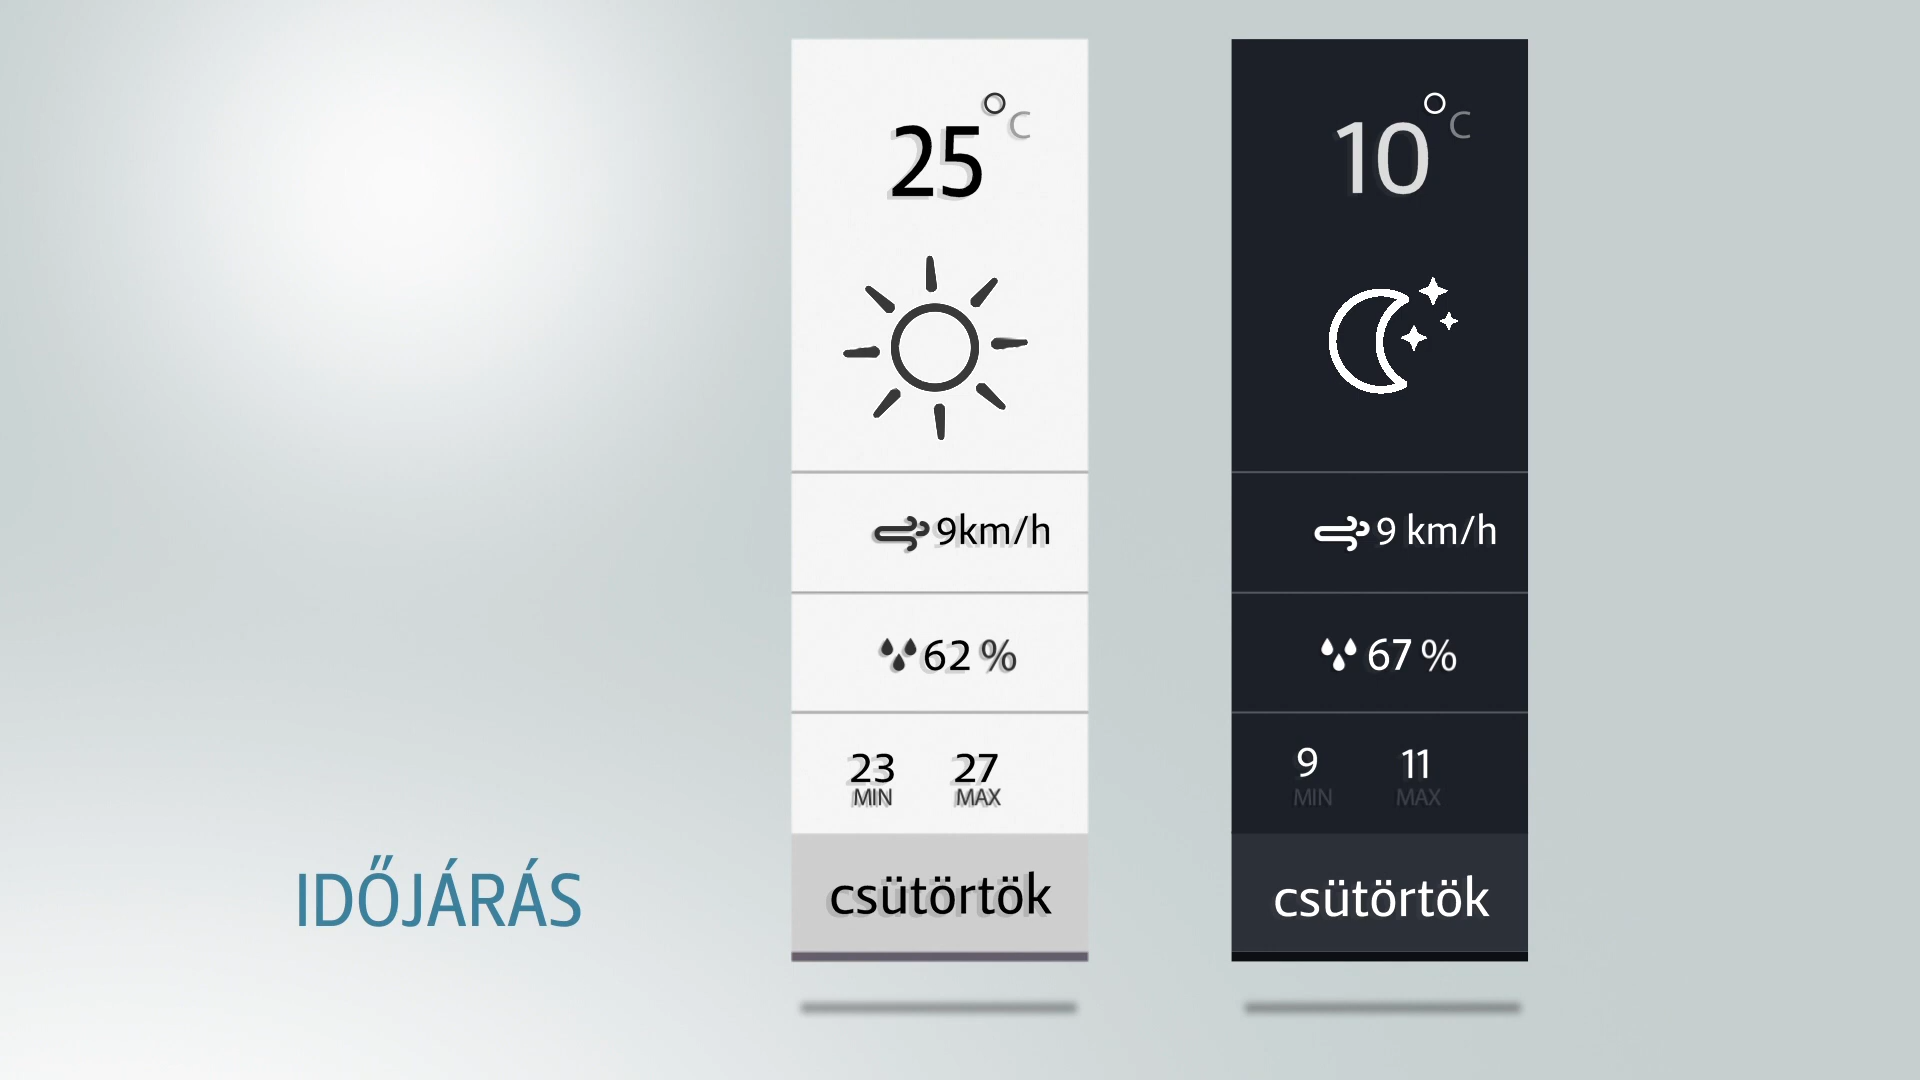 25 °C
9km/h
62 %
23 27
MIN MAX
csütörtök
10 °C
9 km/h
67 %
9 11
MIN MAX
csütörtök
IDŐJÁRÁS